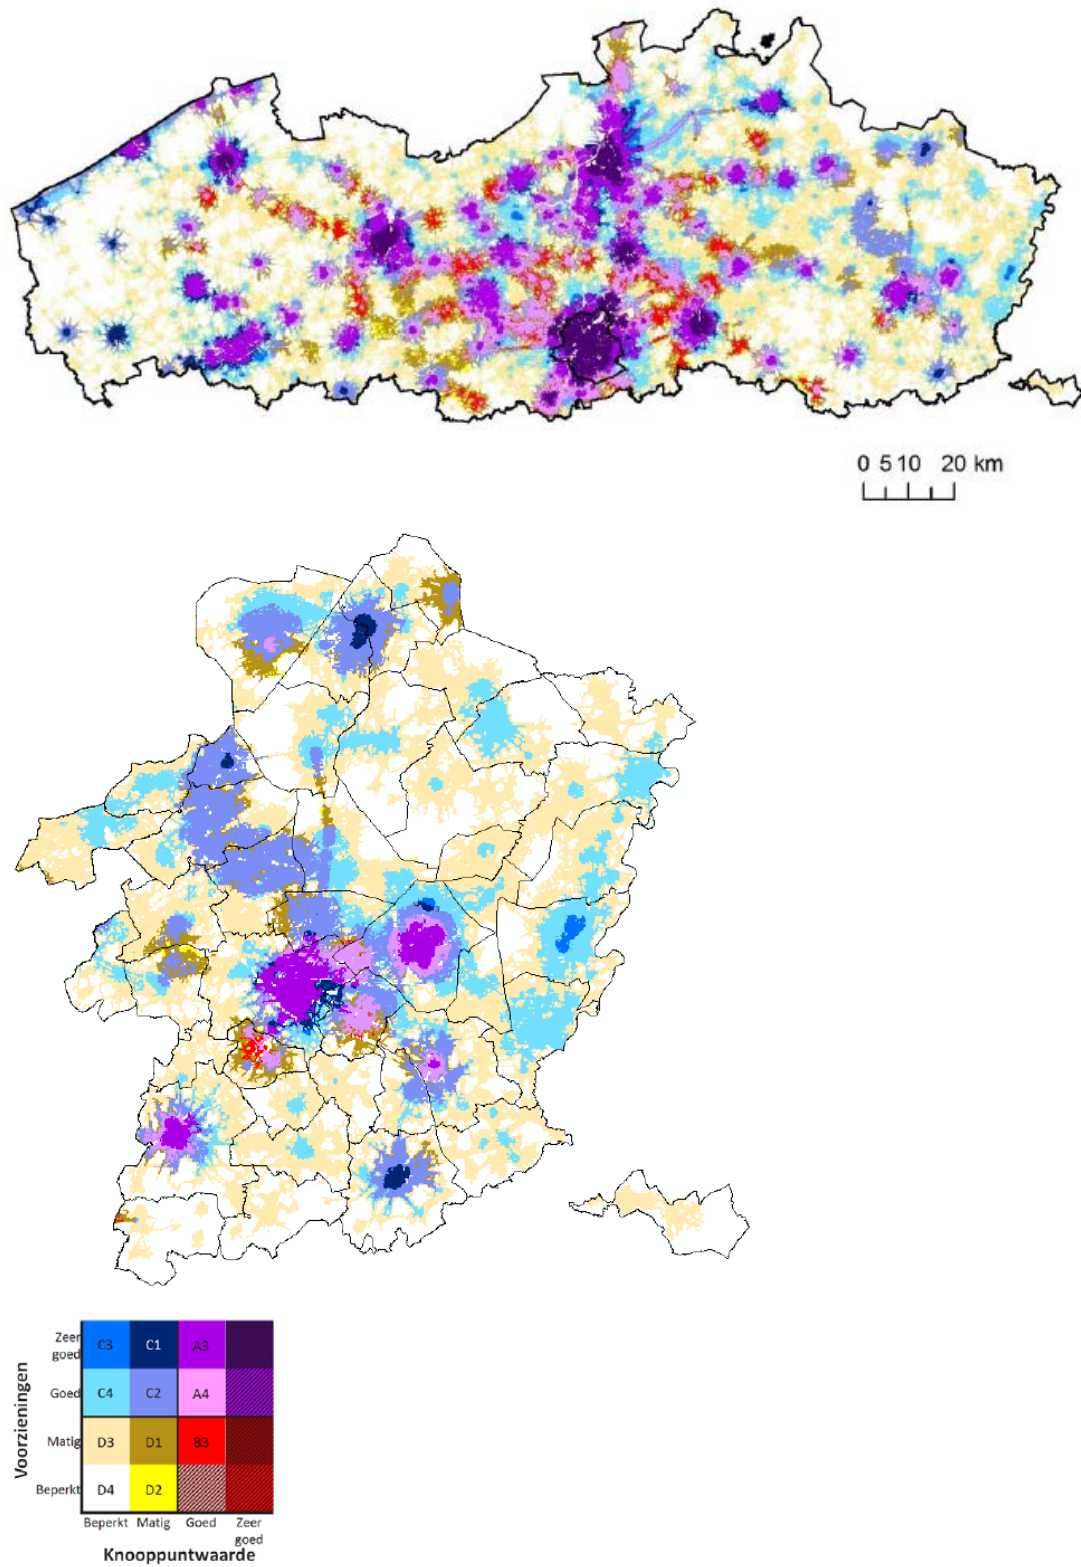 0 5 10 20 km
Zeer
goed
C3 C1 A3
Goed C4 C2 A4
Matig D3 D1 B3
Beperkt D4 D2
Voorzieningen
Beperkt Matig Goed Zeer
goed
Knooppuntwaarde